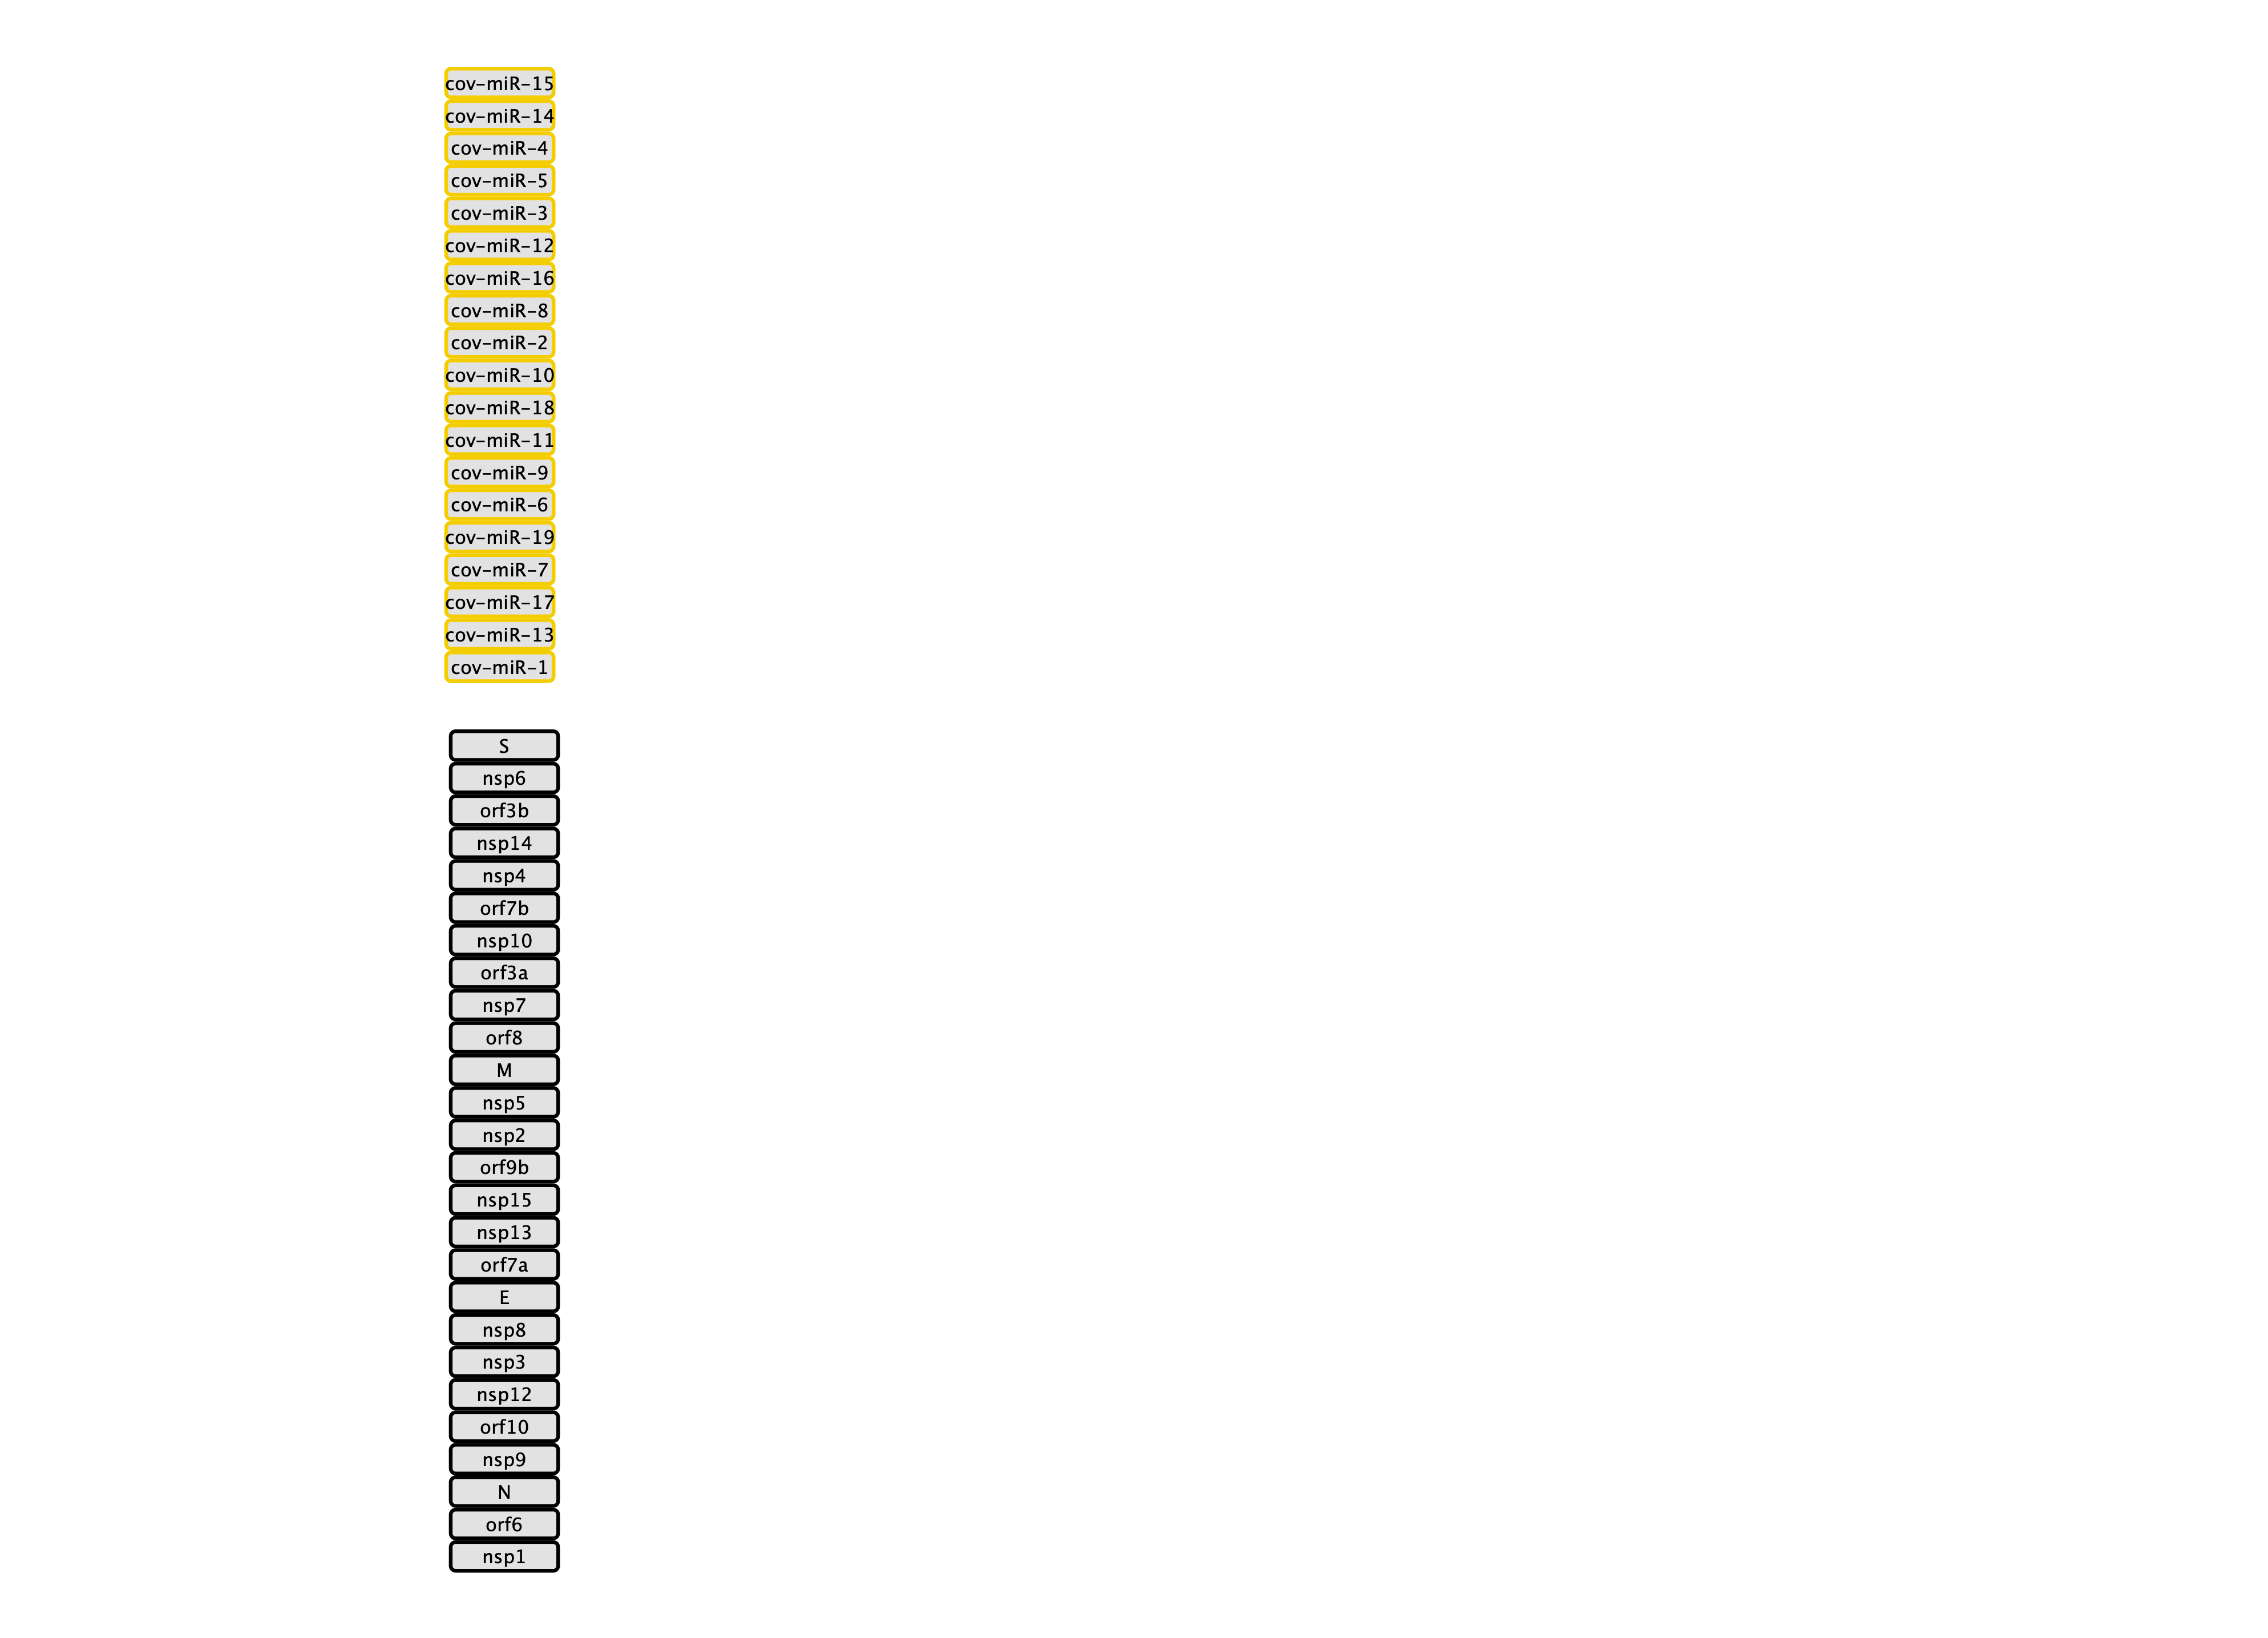 cov-miR-15
cov-miR-14
cov-miR-4
cov-miR-5
cov-miR-3
cov-miR-12
cov-miR-16
cov-miR-8
cov-miR-2
cov-miR-10
cov-miR-18
cov-miR-11
cov-miR-9
cov-miR-6
cov-miR-19
cov-miR-7
cov-miR-17
cov-miR-13
cov-miR-1
S
nsp6
orf3b
nsp14
nsp4
orf7b
nsp10
orf3a
nsp7
orf8
M
nsp5
nsp2
orf9b
nsp15
nsp13
orf7a
E
nsp8
nsp3
nsp12
orf10
nsp9
N
orf6
nsp1